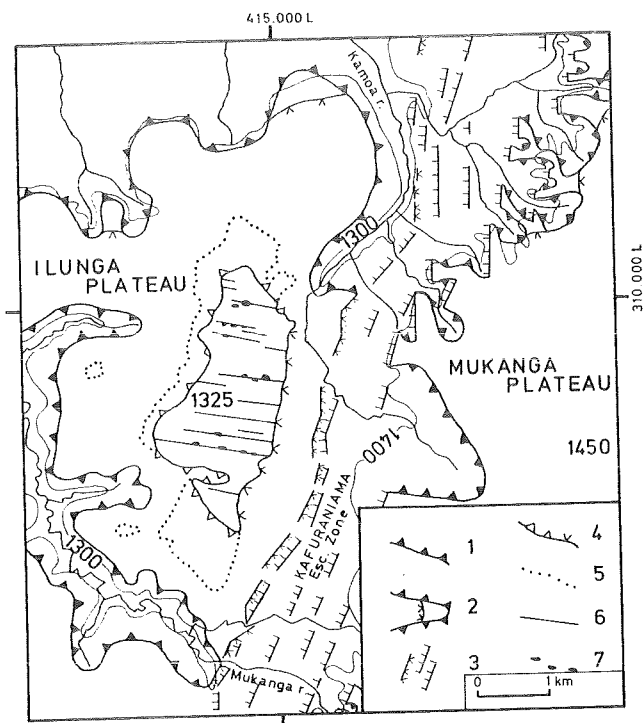 415.000 L
Kamoa r.
1300
ILUNGA
PLATEAU
310.000 L
MUKANGA
PLATEAU
1325
1400
1450
KAFURANIAMA
Esc. Zone
1300
Mukanga r.
1
2
3
4
5
6
7
0 1 km